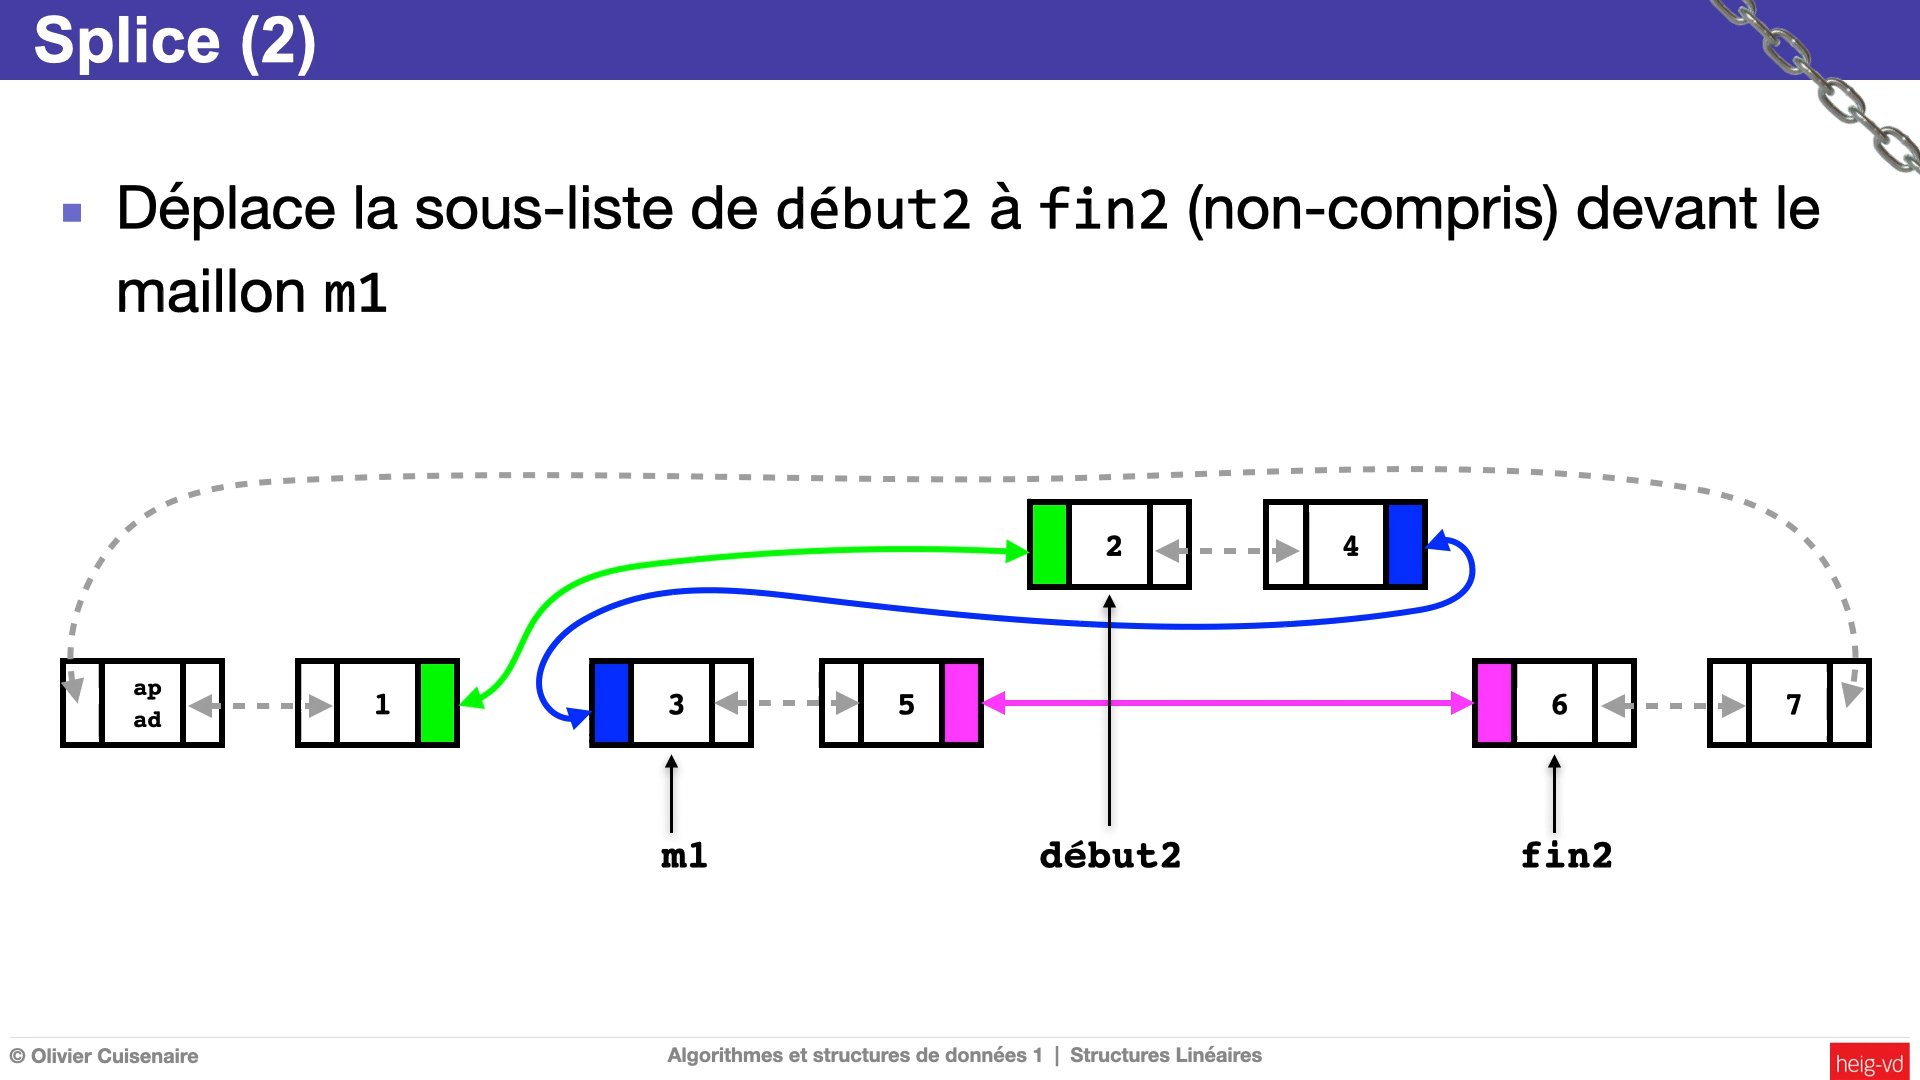 Splice (2)
Déplace la sous-liste de début2 à fin2 (non-compris) devant le
maillon m1
2 4
ap
ad
1 3 5 6 7
m1 début2 fin2
© Olivier Cuisenaire
Algorithmes et structures de données 1 | Structures Linéaires
heig-vd